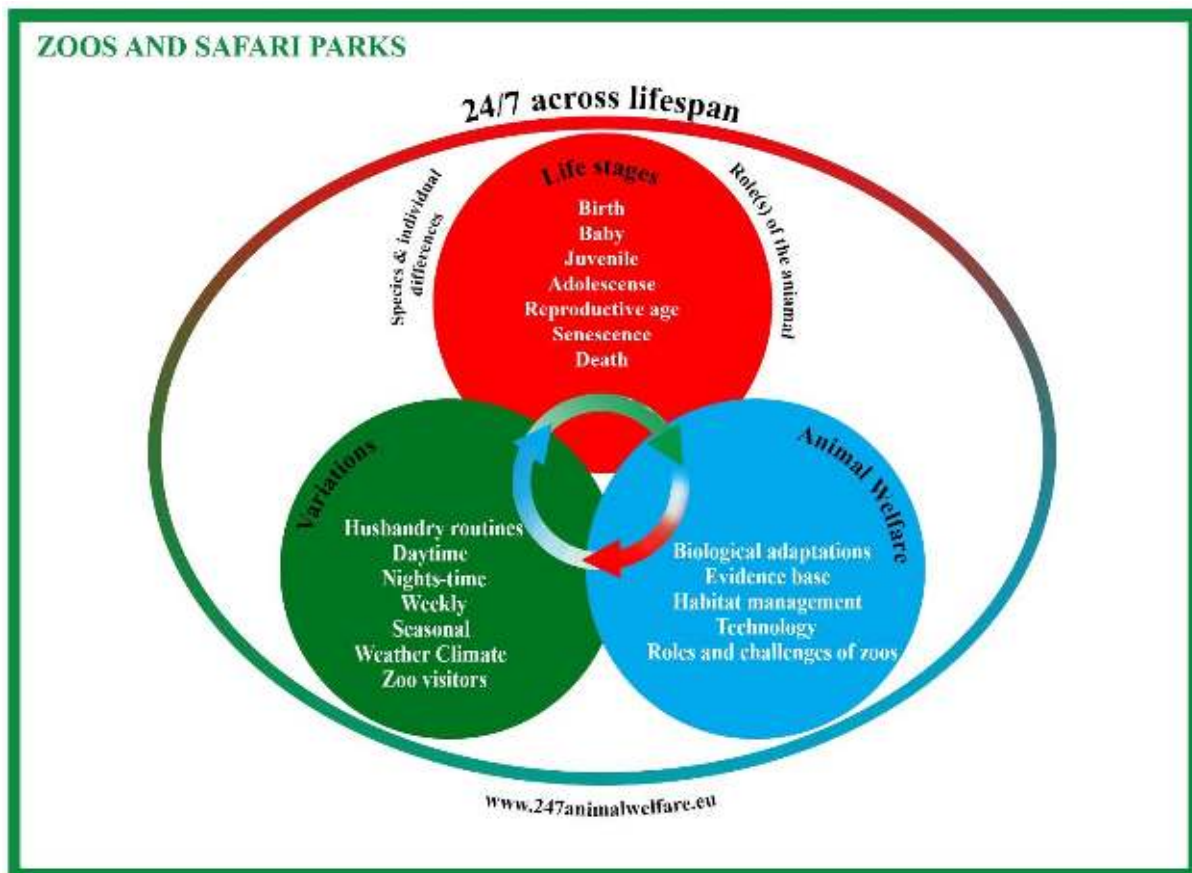 ZOOS AND SAFARI PARKS
24/7 across lifespan
Species & individual
differences
Role(s) of the aniamal
Life stages
Birth
Baby
Juvenile
Adolescense
Reproductive age
Senescence
Death
Variations
Husbandry routines
Daytime
Nights-time
Weekly
Seasonal
Weather Climate
Zoo visitors
Animal Welfare
Biological adaptations
Evidence base
Habitat management
Technology
Roles and challenges of zoos
www.247animalwelfare.eu